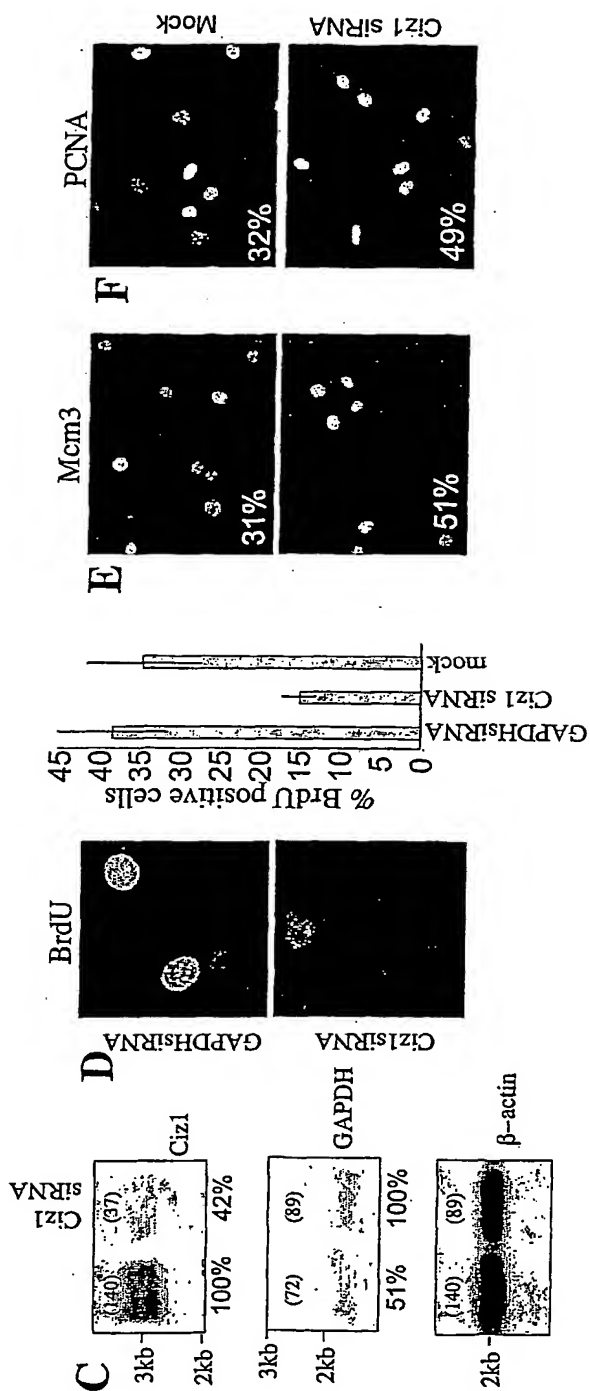 C
Ciz1
siRNA
(140) (37)
3kb
2kb
Ciz1
100% 42%
3kb
2kb
(72) (89)
GAPDH
51% 100%
2kb
(140) (89)
β-actin
D
BrdU
GAPDHsiRNA
Ciz1siRNA
% BrdU positive cells
45
40
35
30
25
20
15
10
5
0
GAPDHsiRNA
Ciz1 siRNA
mock
E
Mcm3
31%
51%
F
PCNA
32%
49%
Mock
Ciz1 siRNA